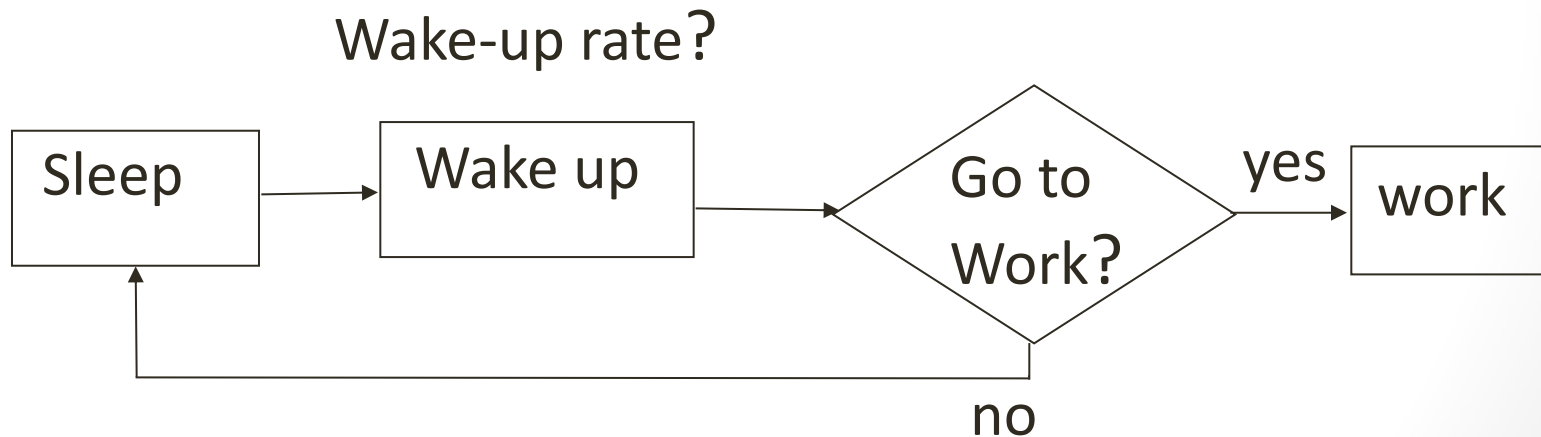 Wake-up rate?
Sleep
Wake up
Go to
Work?
yes
work
no